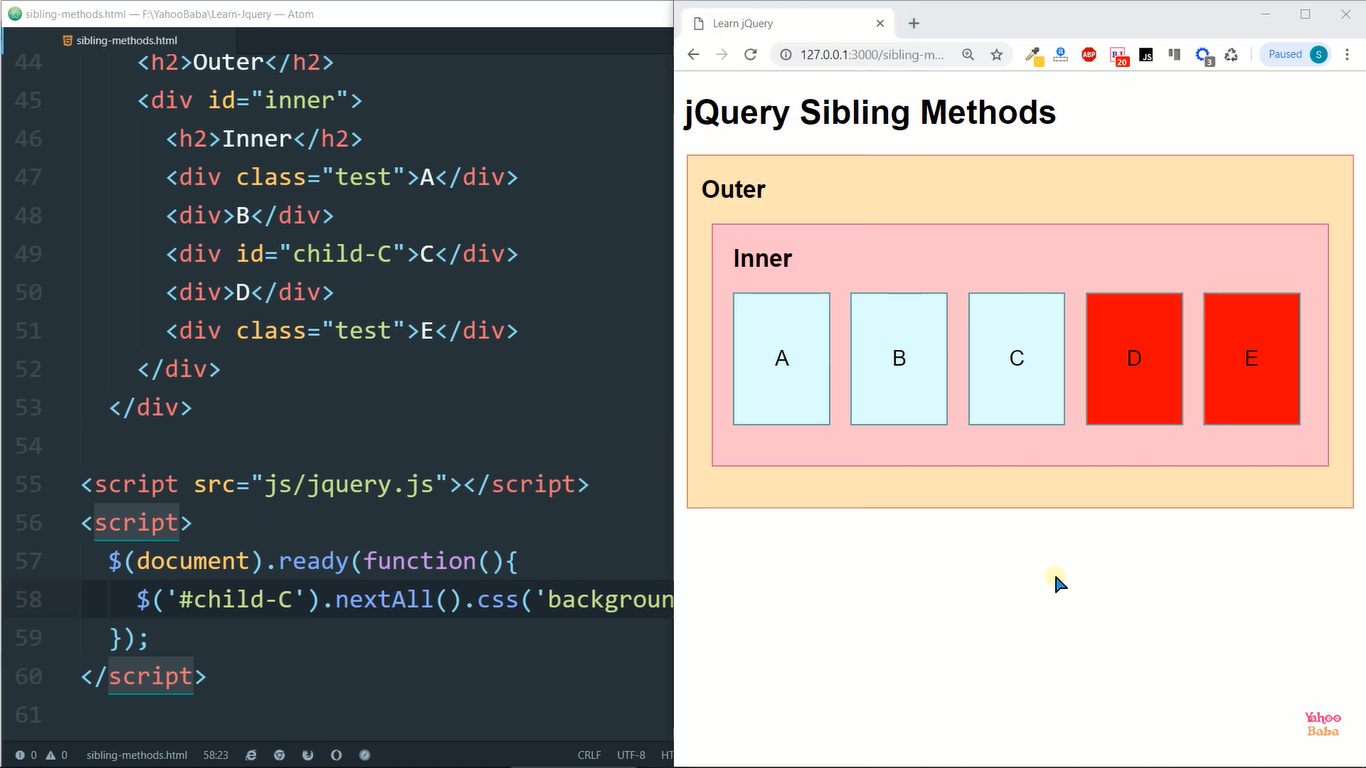 sibling-methods.html — F:\YahooBaba\Learn-Jquery — Atom
sibling-methods.html
44 <h2>Outer</h2>
45 <div id="inner">
46 <h2>Inner</h2>
47 <div class="test">A</div>
48 <div>B</div>
49 <div id="child-C">C</div>
50 <div>D</div>
51 <div class="test">E</div>
52 </div>
53 </div>
54
55 <script src="js/jquery.js"></script>
56 <script>
57 $(document).ready(function(){
58 $('#child-C').nextAll().css('backgroun
59 });
60 </script>
61
0 0 sibling-methods.html 58:23 CRLF UTF-8 HT
Learn jQuery
127.0.0.1:3000/sibling-m...
ABP
20
JS
3
Paused
S
jQuery Sibling Methods
Outer
Inner
A B C D E
Yahoo
Baba